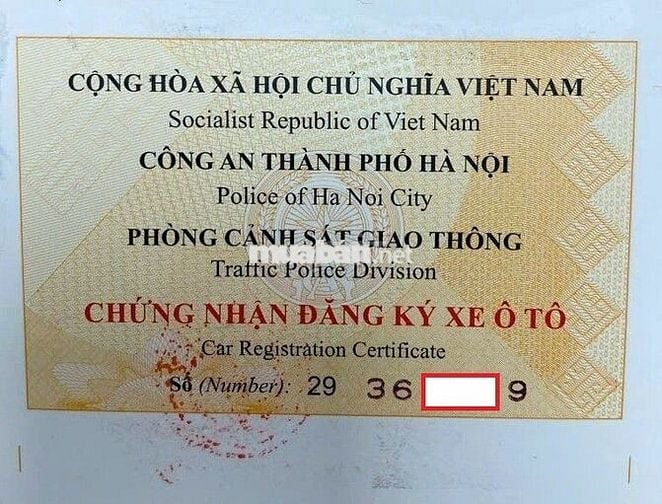 CỘNG HÒA XÃ HỘI CHỦ NGHĨA VIỆT NAM
Socialist Republic of Viet Nam
CÔNG AN THÀNH PHỐ HÀ NỘI
Police of Ha Noi City
PHÒNG CẢNH SÁT GIAO THÔNG
muaban.net
Traffic Police Division
CHỨNG NHẬN ĐĂNG KÝ XE Ô TÔ
Car Registration Certificate
Số (Number): 29 36 9